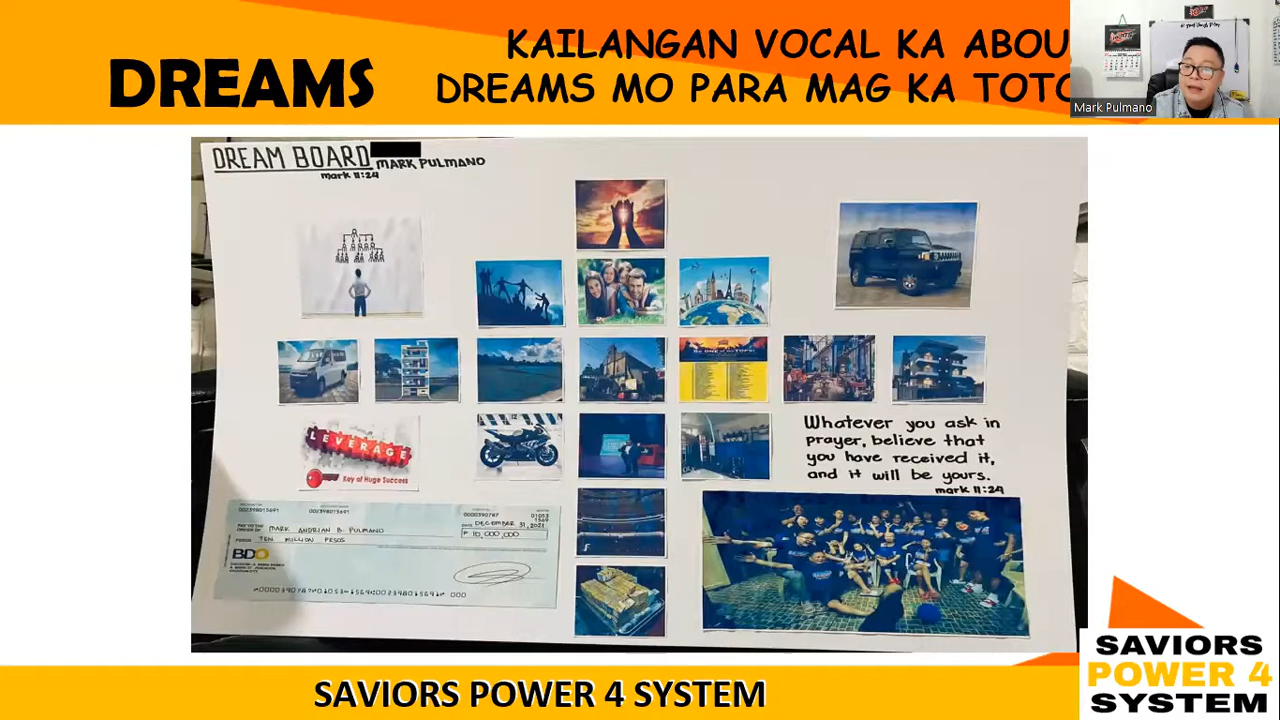 DREAMS
KAILANGAN VOCAL KA ABOU
DREAMS MO PARA MAG KA TOTO
Mark Pulmano
DREAM BOARD MARK PULMANO
mark 11:24
LEVERAGE
Key of Huge Success
Whatever you ask in
prayer, believe that
you have received it,
and it will be yours.
mark 11:24
DECEMBER 31, 2021
MARK ANDRIAN B. PULMANO
₱ 10,000,000
TEN MILLION PESOS
BDO
SAVIORS POWER 4 SYSTEM
SAVIORS
POWER 4
SYSTEM